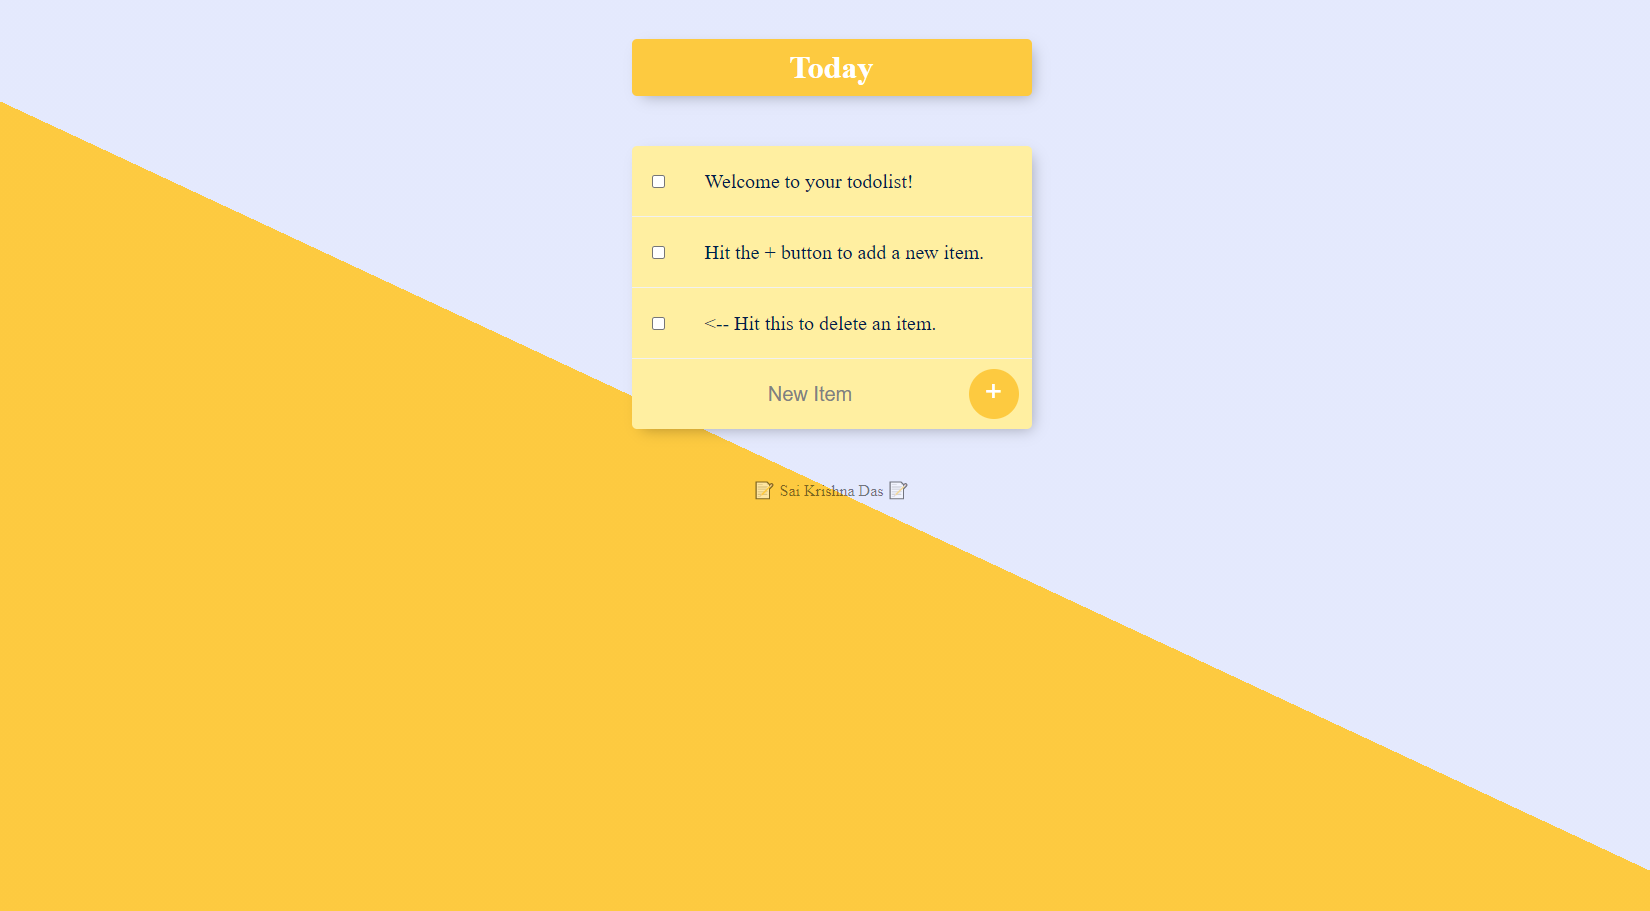 Today
Welcome to your todolist!
Hit the + button to add a new item.
<-- Hit this to delete an item.
New Item +
📝 Sai Krishna Das 📝